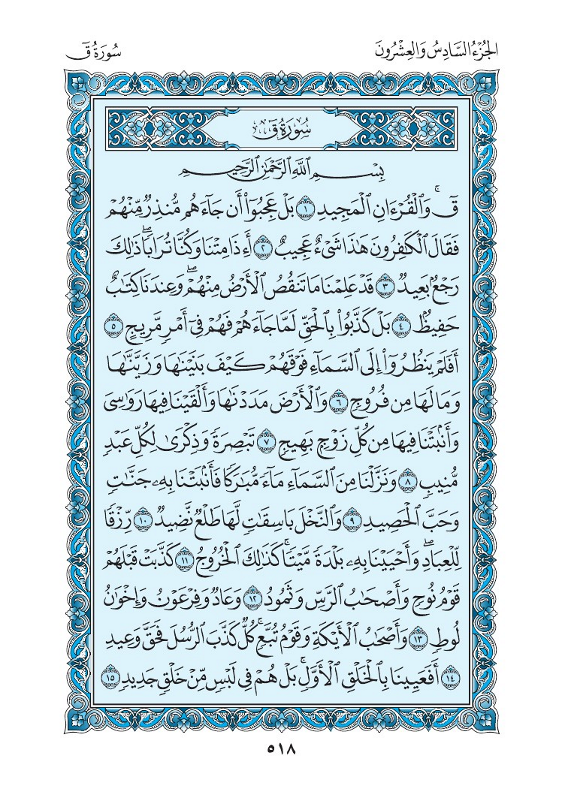 الجُزْءُ السَّادِسُ وَالعِشْرُونَ
سُورَةُ قٓ
سُورَةُ قٓ
بِسْمِ ٱللَّهِ ٱلرَّحْمَٰنِ ٱلرَّحِيمِ
قٓۚ وَٱلْقُرْءَانِ ٱلْمَجِيدِ ١ بَلْ عَجِبُوٓا۟ أَن جَآءَهُم مُّنذِرٌ مِّنْهُمْ
فَقَالَ ٱلْكَٰفِرُونَ هَٰذَا شَىْءٌ عَجِيبٌ ٢ أَءِذَا مِتْنَا وَكُنَّا تُرَابًا ۖ ذَٰلِكَ
رَجْعٌۢ بَعِيدٌ ٣ قَدْ عَلِمْنَا مَا تَنقُصُ ٱلْأَرْضُ مِنْهُمْ ۖ وَعِندَنَا كِتَٰبٌ
حَفِيظٌۢ ٤ بَلْ كَذَّبُوا۟ بِٱلْحَقِّ لَمَّا جَآءَهُمْ فَهُمْ فِىٓ أَمْرٍ مَّرِيجٍ ٥
أَفَلَمْ يَنظُرُوٓا۟ إِلَى ٱلسَّمَآءِ فَوْقَهُمْ كَيْفَ بَنَيْنَٰهَا وَزَيَّنَّٰهَا
وَمَا لَهَا مِن فُرُوجٍ ٦ وَٱلْأَرْضَ مَدَدْنَٰهَا وَأَلْقَيْنَا فِيهَا رَوَٰسِىَ
وَأَنۢبَتْنَا فِيهَا مِن كُلِّ زَوْجٍۭ بَهِيجٍ ٧ تَبْصِرَةً وَذِكْرَىٰ لِكُلِّ عَبْدٍ
مُّنِيبٍ ٨ وَنَزَّلْنَا مِنَ ٱلسَّمَآءِ مَآءً مُّبَٰرَكًا فَأَنۢبَتْنَا بِهِۦ جَنَّٰتٍ
وَحَبَّ ٱلْحَصِيدِ ٩ وَٱلنَّخْلَ بَاسِقَٰتٍ لَّهَا طَلْعٌ نَّضِيدٌ ١٠ رِّزْقًا
لِّلْعِبَادِ ۖ وَأَحْيَيْنَا بِهِۦ بَلْدَةً مَّيْتًا ۚ كَذَٰلِكَ ٱلْخُرُوجُ ١١ كَذَّبَتْ قَبْلَهُمْ
قَوْمُ نُوحٍ وَأَصْحَٰبُ ٱلرَّسِّ وَثَمُودُ ١٢ وَعَادٌ وَفِرْعَوْنُ وَإِخْوَٰنُ
لُوطٍ ١٣ وَأَصْحَٰبُ ٱلْأَيْكَةِ وَقَوْمُ تُبَّعٍ ۚ كُلٌّ كَذَّبَ ٱلرُّسُلَ فَحَقَّ وَعِيدِ
١٤ أَفَعَيِينَا بِٱلْخَلْقِ ٱلْأَوَّلِ ۚ بَلْ هُمْ فِى لَبْسٍ مِّنْ خَلْقٍ جَدِيدٍ ١٥
٥١٨